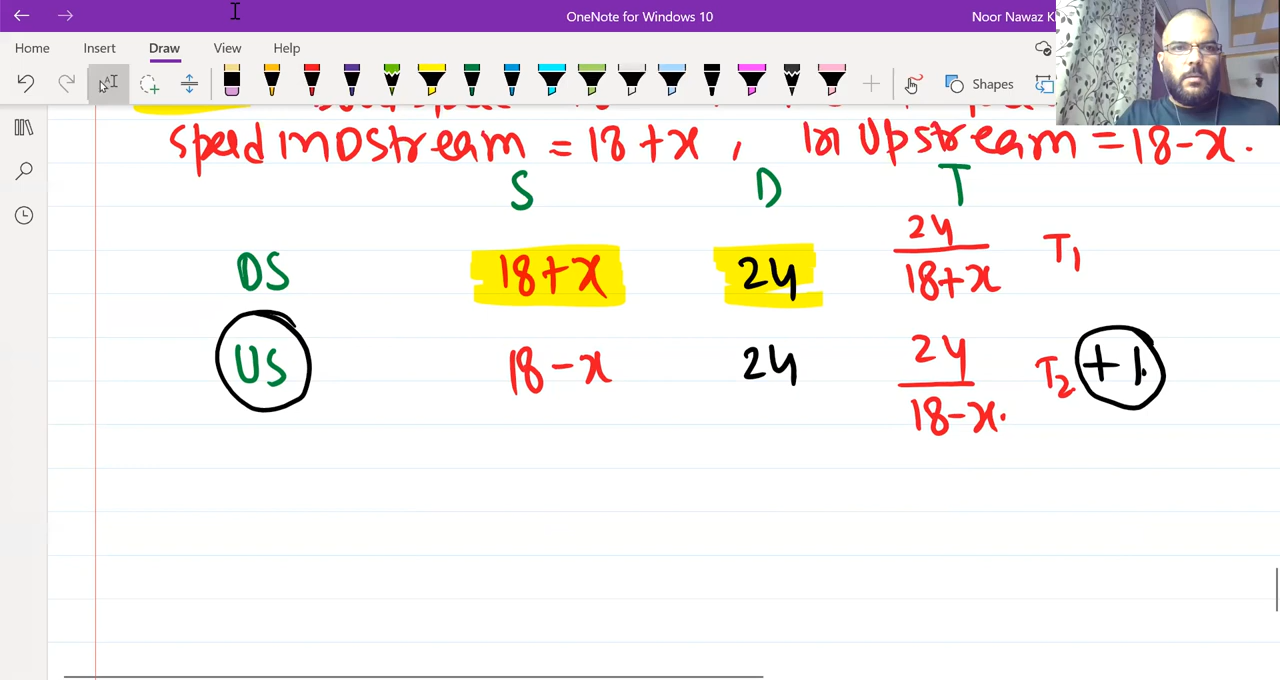 OneNote for Windows 10
Noor Nawaz K
Home Insert Draw View Help
Shapes
speed in Dstream = 18+x , In Upstream = 18-x.
S D T
DS 18+x 24 24/18+x T1
US 18-x 24 24/18-x. T2 +1.